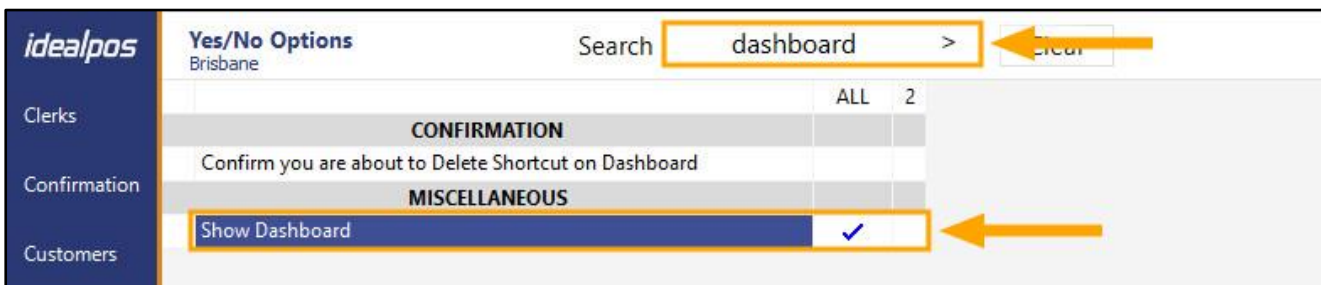 idealpos
Yes/No Options
Brisbane
Search dashboard > Clear
ALL 2
CONFIRMATION
Confirm you are about to Delete Shortcut on Dashboard
MISCELLANEOUS
Show Dashboard
Clerks
Confirmation
Customers